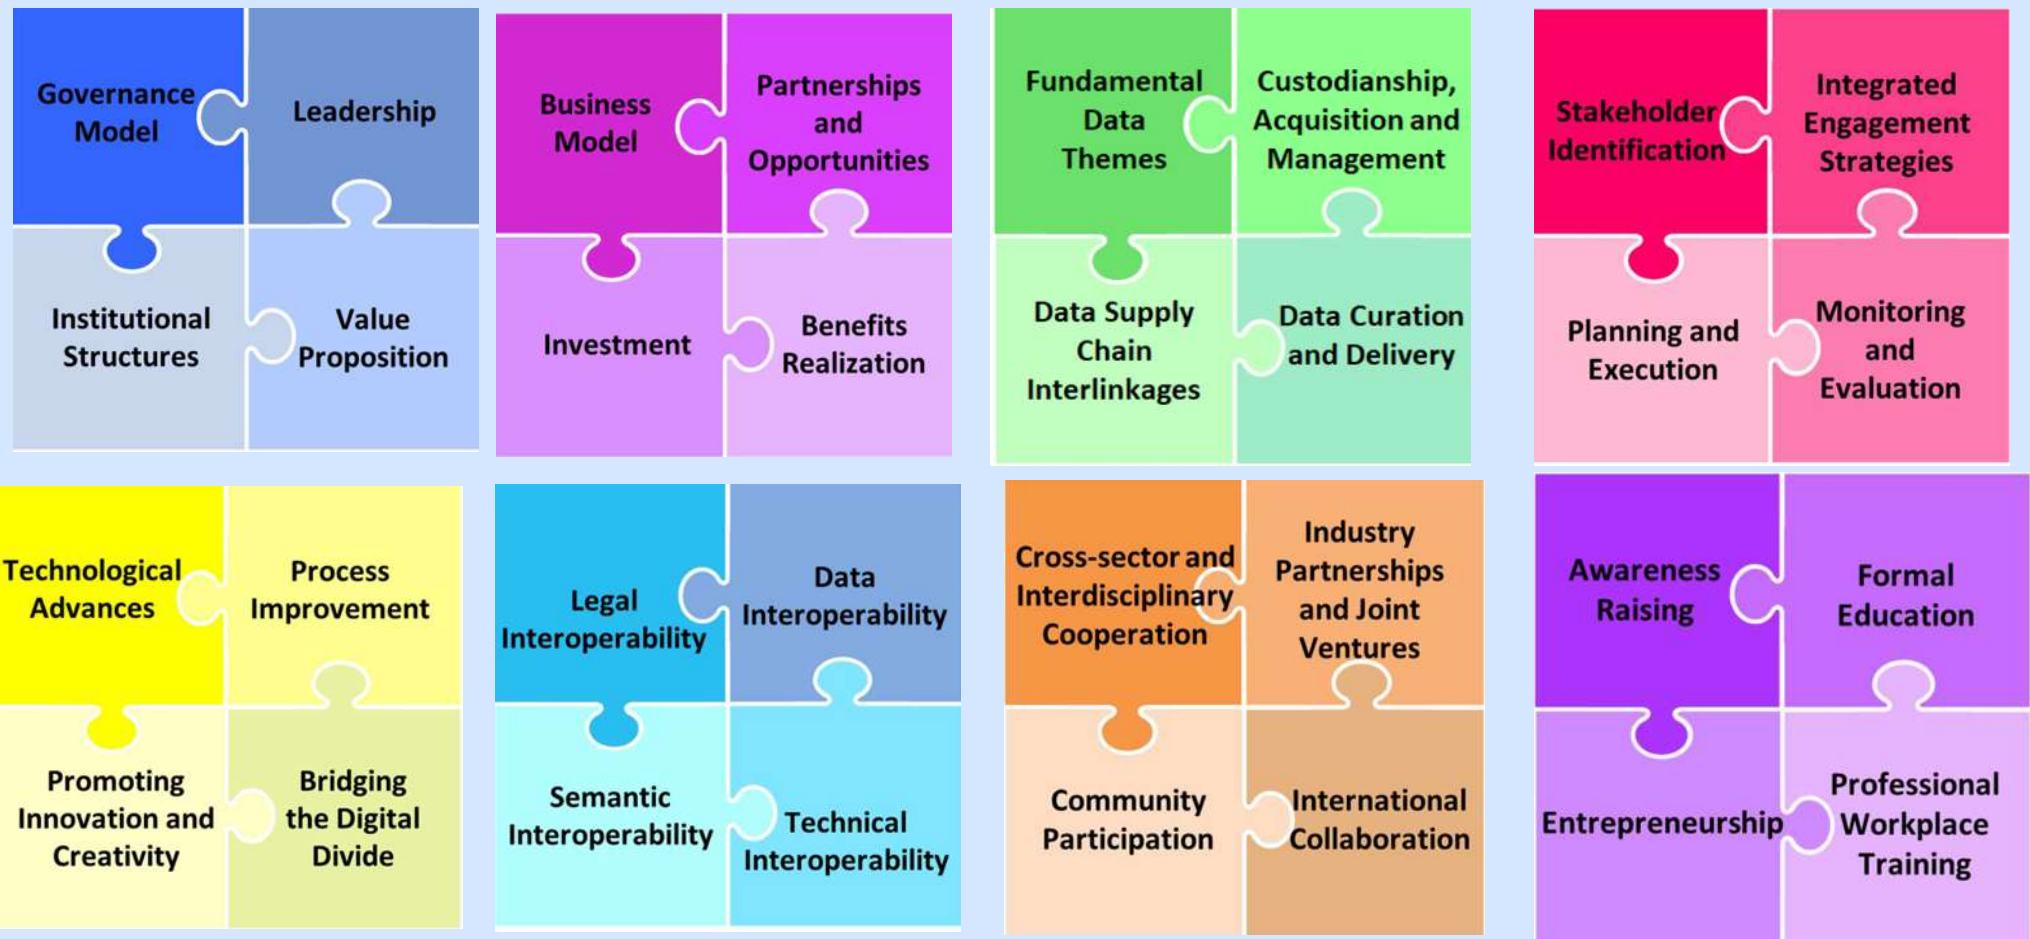 Governance
Model
Leadership
Institutional
Structures
Value
Proposition
Business
Model
Partnerships
and
Opportunities
Investment
Benefits
Realization
Fundamental
Data
Themes
Custodianship,
Acquisition and
Management
Data Supply
Chain
Interlinkages
Data Curation
and Delivery
Stakeholder
Identification
Integrated
Engagement
Strategies
Planning and
Execution
Monitoring
and
Evaluation
Technological
Advances
Process
Improvement
Promoting
Innovation and
Creativity
Bridging
the Digital
Divide
Legal
Interoperability
Data
Interoperability
Semantic
Interoperability
Technical
Interoperability
Cross-sector and
Interdisciplinary
Cooperation
Industry
Partnerships
and Joint
Ventures
Community
Participation
International
Collaboration
Awareness
Raising
Formal
Education
Entrepreneurship
Professional
Workplace
Training